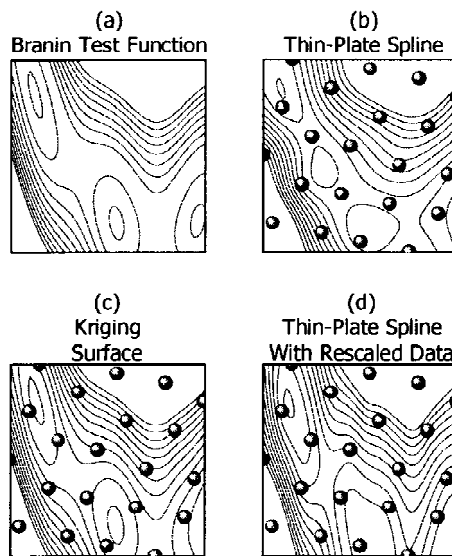 (a)
Branin Test Function
(b)
Thin-Plate Spline
(c)
Kriging
Surface
(d)
Thin-Plate Spline
With Rescaled Data